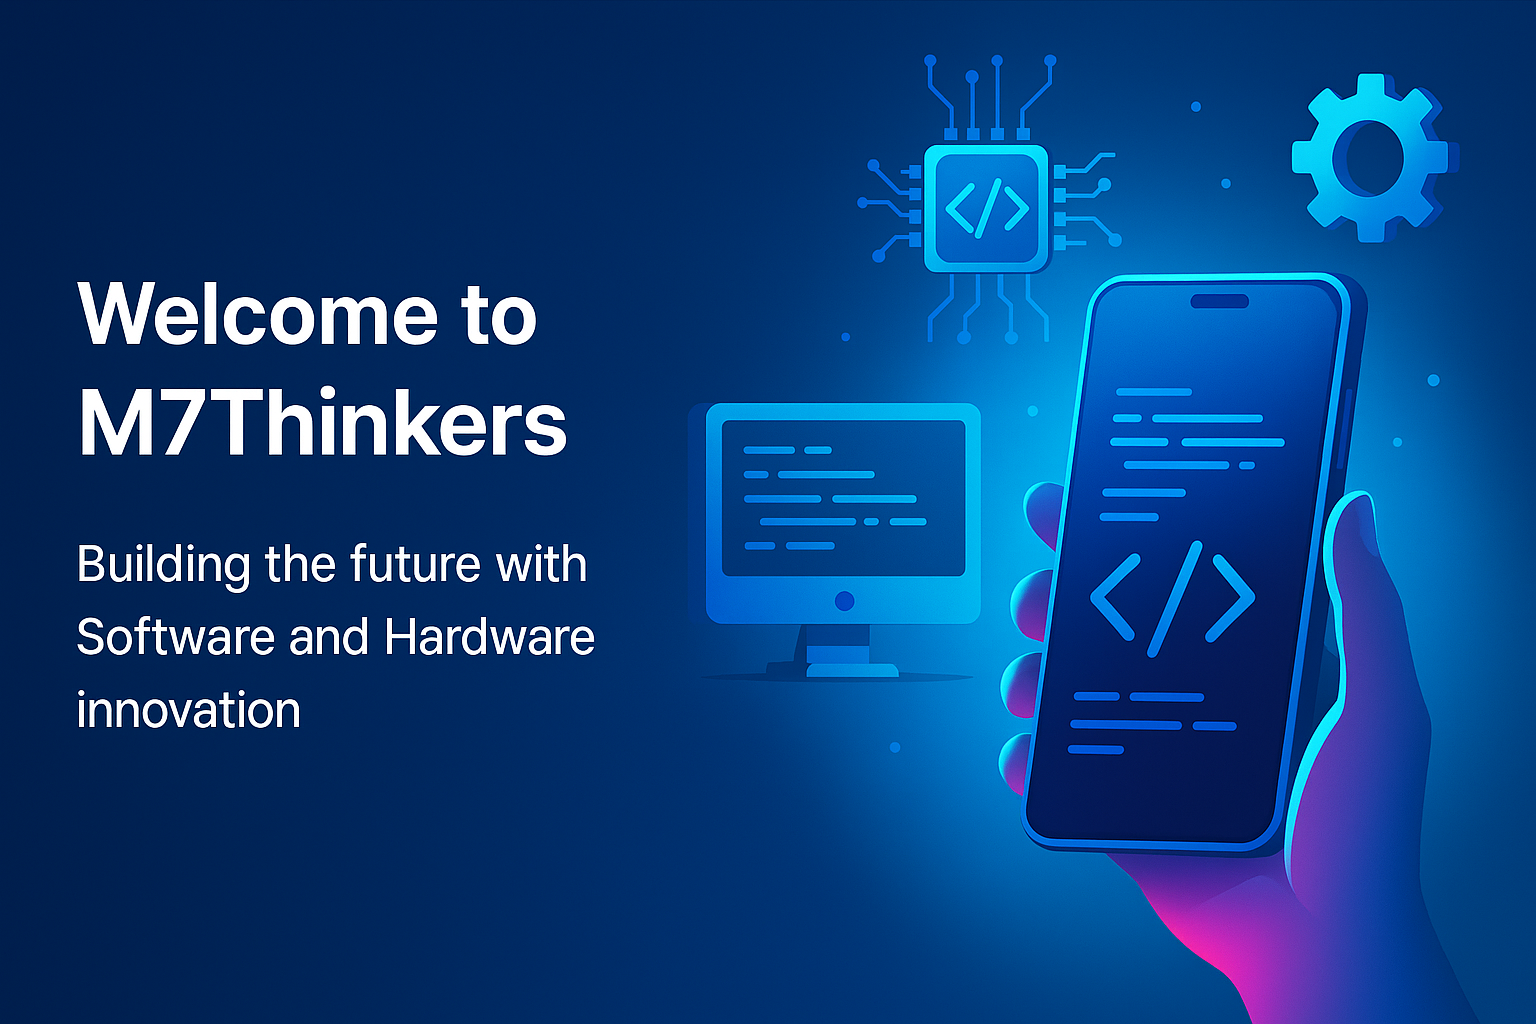 Welcome to
M7Thinkers
Building the future with
Software and Hardware
innovation
</>
</>